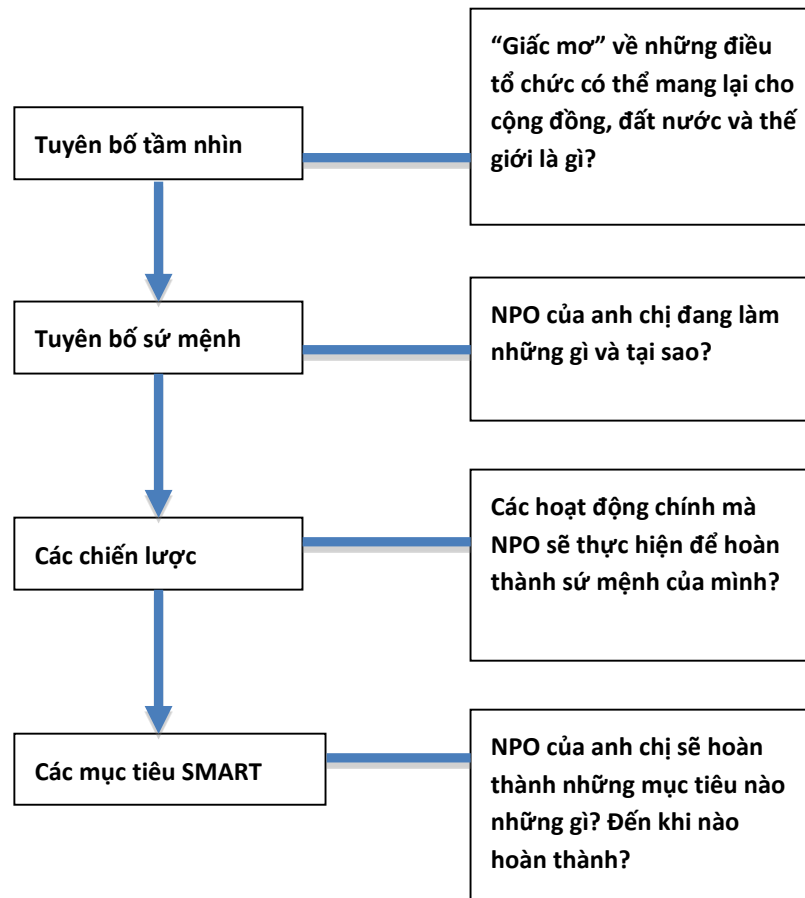 “Giấc mơ” về những điều
tổ chức có thể mang lại cho
cộng đồng, đất nước và thế
giới là gì?
Tuyên bố tầm nhìn
NPO của anh chị đang làm
những gì và tại sao?
Tuyên bố sứ mệnh
Các hoạt động chính mà
NPO sẽ thực hiện để hoàn
thành sứ mệnh của mình?
Các chiến lược
NPO của anh chị sẽ hoàn
thành những mục tiêu nào
những gì? Đến khi nào
hoàn thành?
Các mục tiêu SMART